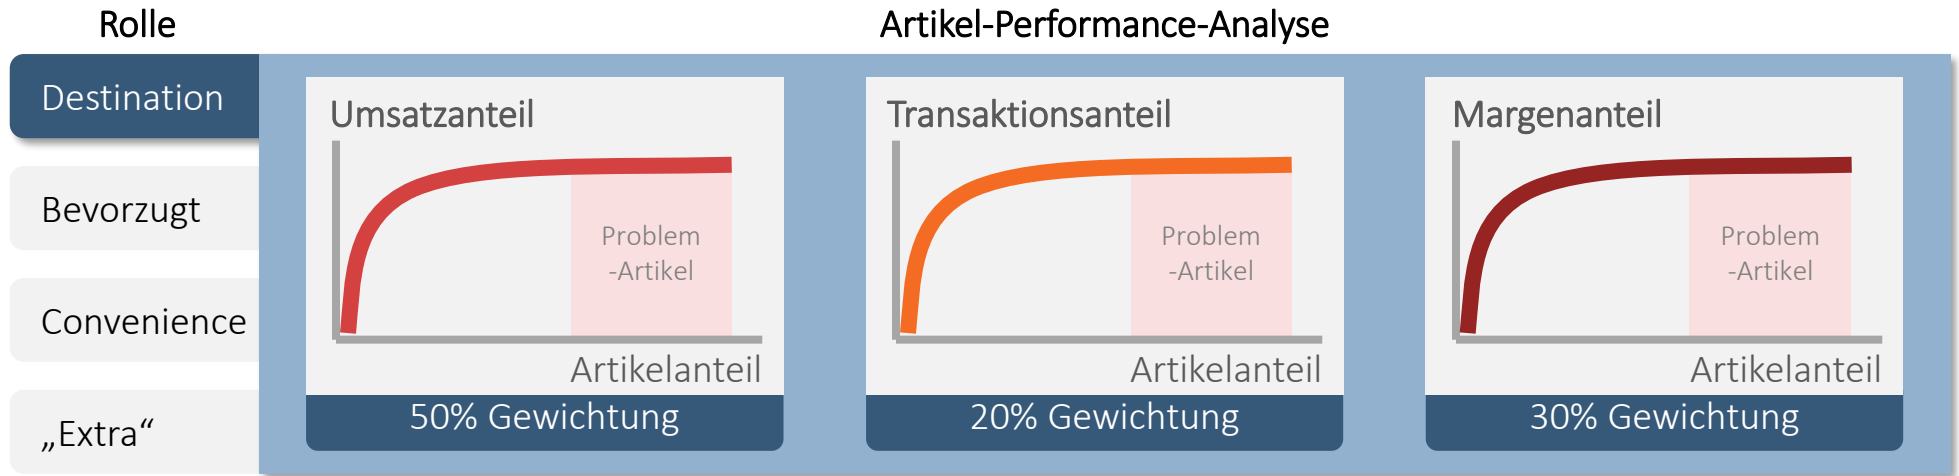 Rolle
Artikel-Performance-Analyse
Destination
Bevorzugt
Convenience
„Extra“
Umsatzanteil
Problem
-Artikel
Artikelanteil
50% Gewichtung
Transaktionsanteil
Problem
-Artikel
Artikelanteil
20% Gewichtung
Margenanteil
Problem
-Artikel
Artikelanteil
30% Gewichtung